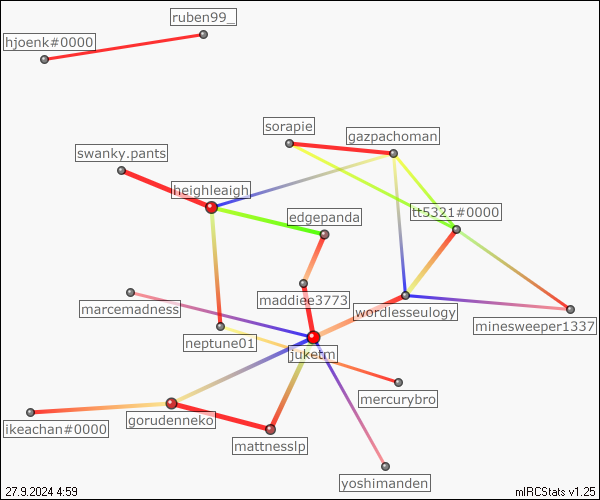 ruben99_
hjoenk#0000
sorapie
gazpachoman
swanky.pants
heighleaigh
edgepanda
tt5321#0000
maddiee3773
marcemadness
wordlesseulogy
minesweeper1337
neptune01
juketm
mercurybro
gorudenneko
ikeachan#0000
mattnesslp
yoshimanden
27.9.2024 4:59
mIRCStats v1.25